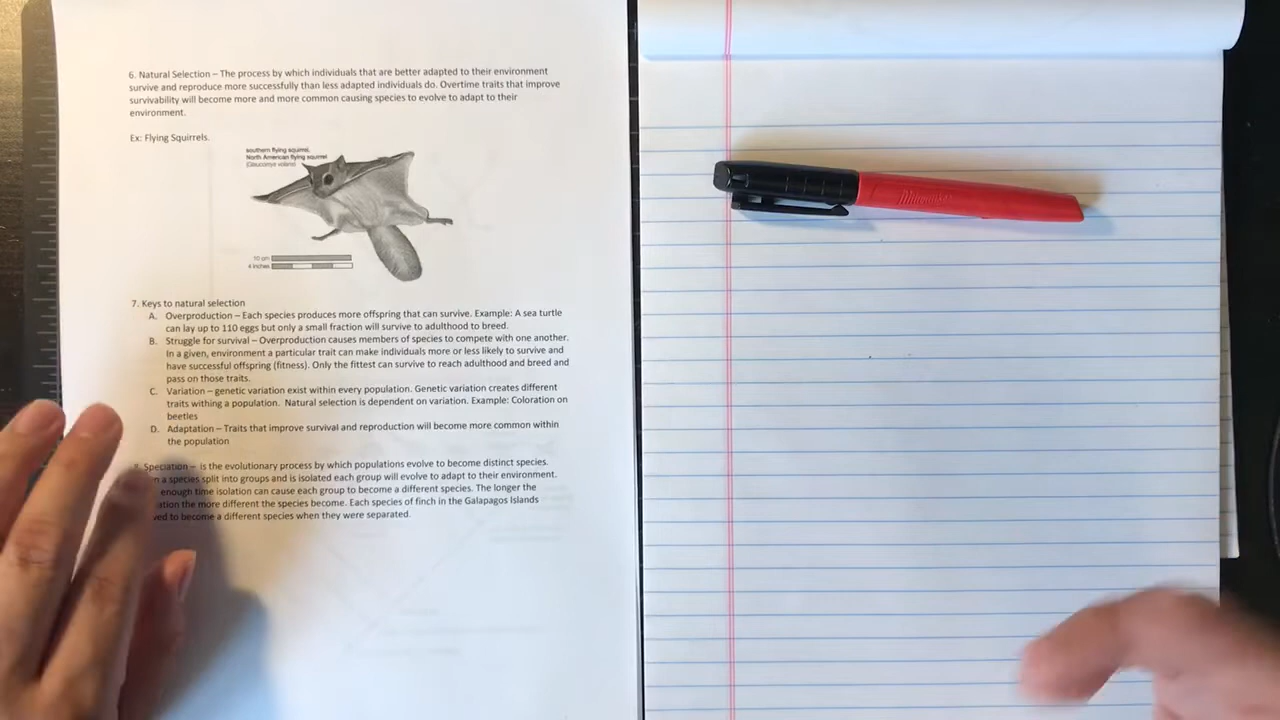 6. Natural Selection – The process by which individuals that are better adapted to their environment
survive and reproduce more successfully than less adapted individuals do. Overtime traits that improve
survivability will become more and more common causing species to evolve to adapt to their
environment.
Ex: Flying Squirrels.
southern flying squirrel,
North American flying squirrel
(Glaucomys volans)
10 cm
4 inches
7. Keys to natural selection
A. Overproduction – Each species produces more offspring that can survive. Example: A sea turtle
can lay up to 110 eggs but only a small fraction will survive to adulthood to breed.
B. Struggle for survival – Overproduction causes members of species to compete with one another.
In a given, environment a particular trait can make individuals more or less likely to survive and
have successful offspring (fitness). Only the fittest can survive to reach adulthood and breed and
pass on those traits.
C. Variation – genetic variation exist within every population. Genetic variation creates different
traits withing a population. Natural selection is dependent on variation. Example: Coloration on
beetles
D. Adaptation – Traits that improve survival and reproduction will become more common within
the population
8. Speciation – is the evolutionary process by which populations evolve to become distinct species.
a species split into groups and is isolated each group will evolve to adapt to their environment.
enough time isolation can cause each group to become a different species. The longer the
the more different the species become. Each species of finch in the Galapagos Islands
to become a different species when they were separated.
Milwaukee